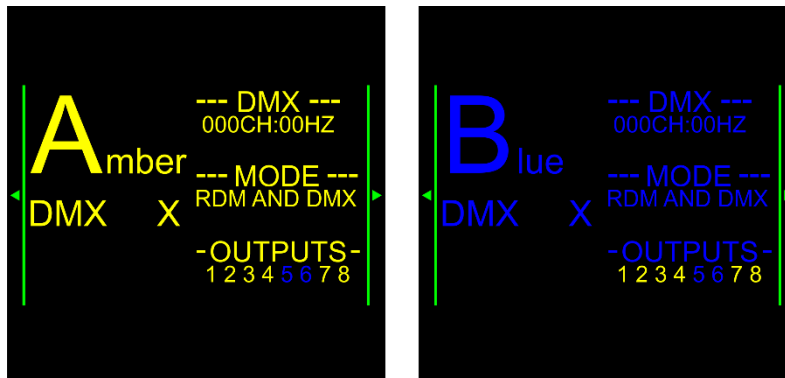 Amber
DMX X
--- DMX ---
000CH:00HZ
--- MODE ---
RDM AND DMX
-OUTPUTS-
1 2 3 4 5 6 7 8
Blue
DMX X
--- DMX ---
000CH:00HZ
--- MODE ---
RDM AND DMX
-OUTPUTS-
1 2 3 4 5 6 7 8